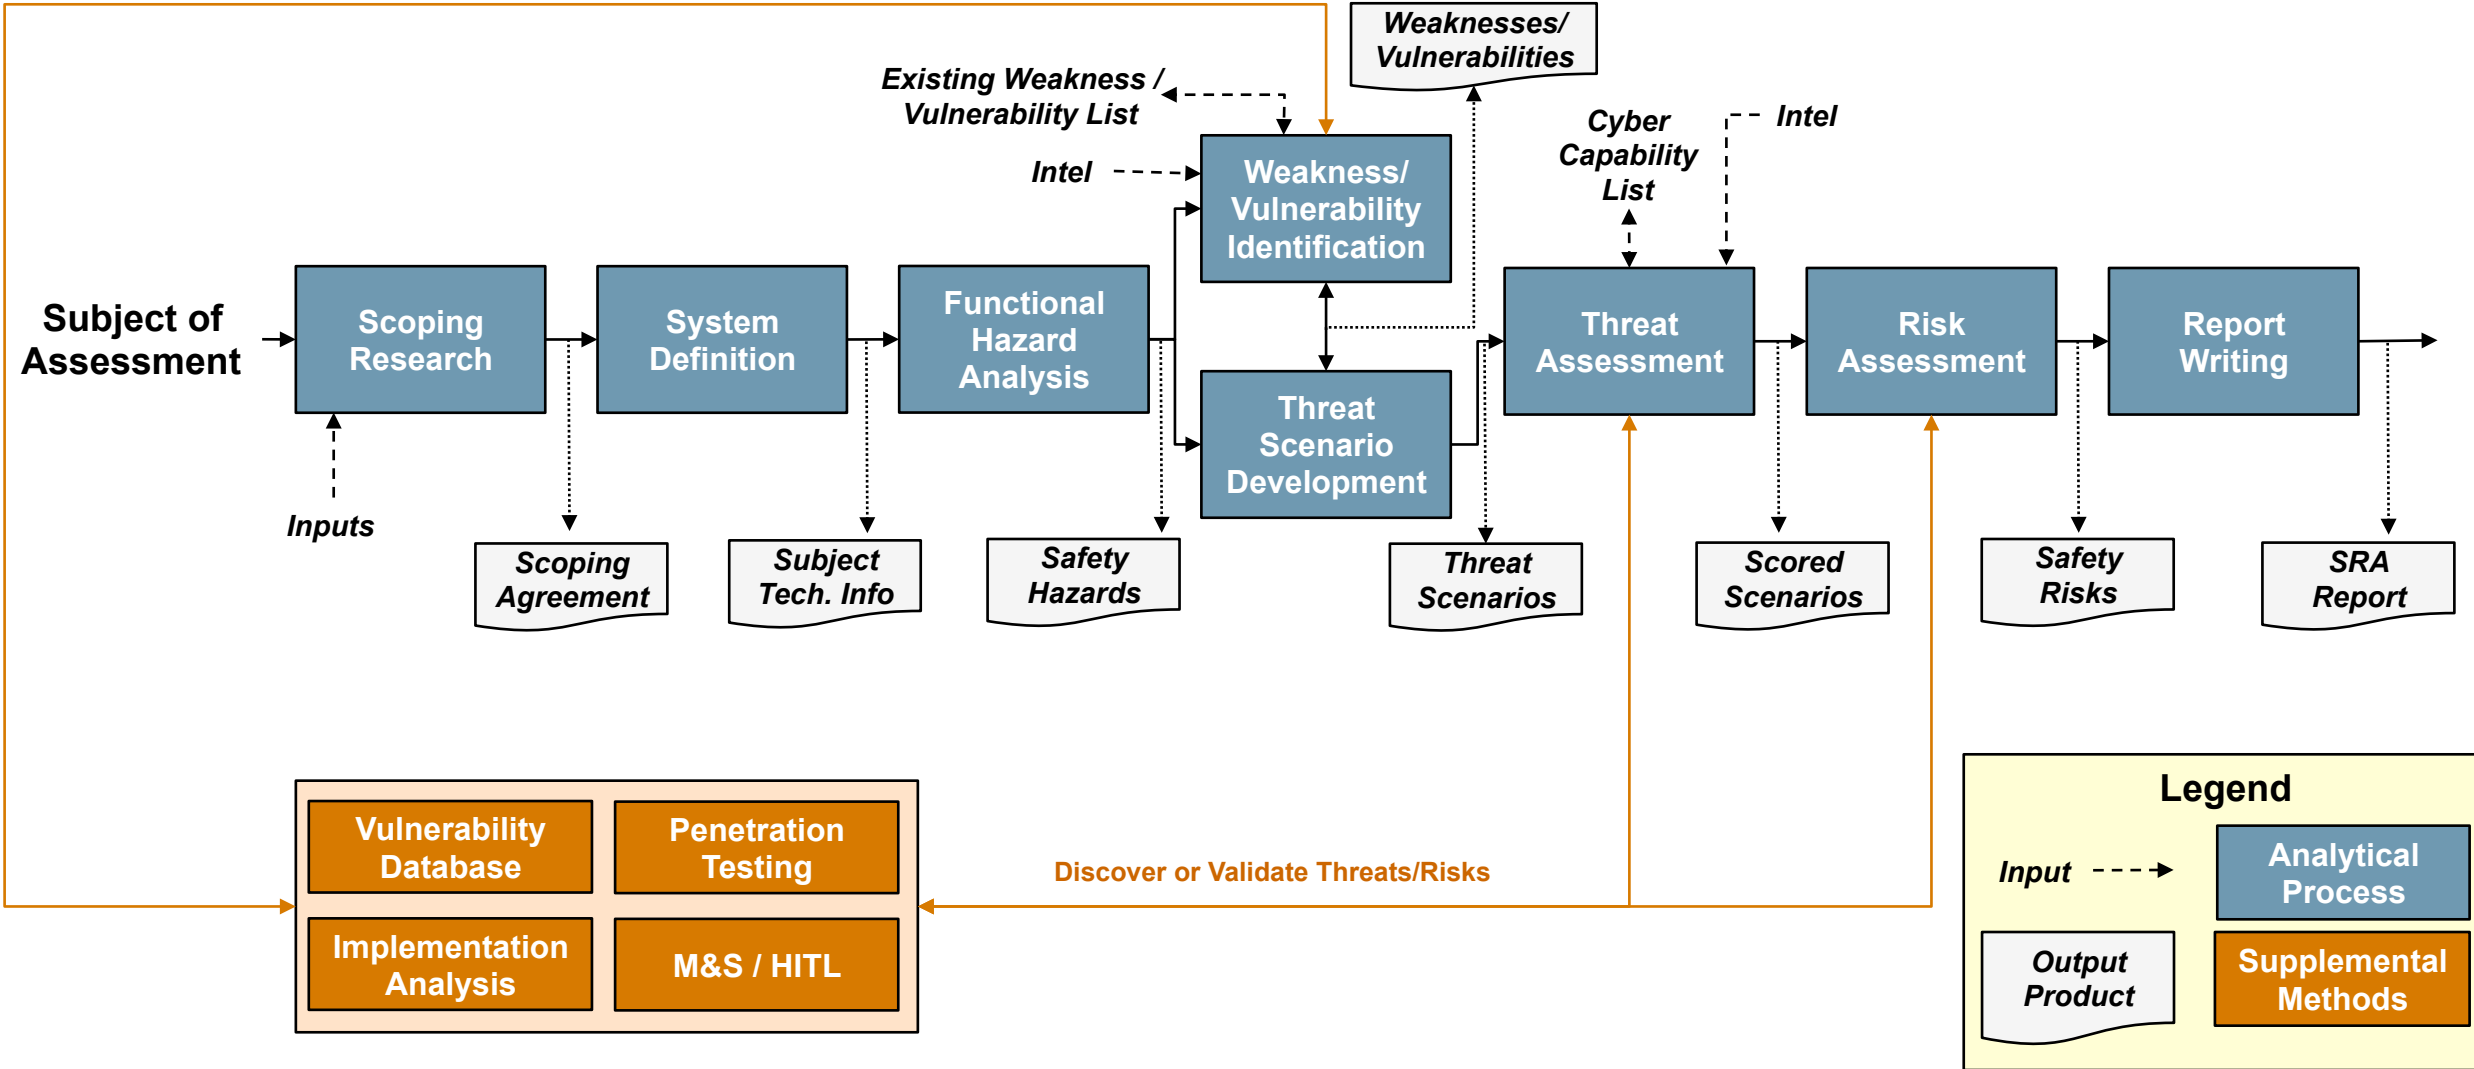 Weaknesses/
Vulnerabilities
Existing Weakness /
Vulnerability List
Intel
Cyber
Capability
List
Intel
Subject of
Assessment
Scoping
Research
System
Definition
Functional
Hazard
Analysis
Weakness/
Vulnerability
Identification
Threat
Scenario
Development
Threat
Assessment
Risk
Assessment
Report
Writing
Inputs
Scoping
Agreement
Subject
Tech. Info
Safety
Hazards
Threat
Scenarios
Scored
Scenarios
Safety
Risks
SRA
Report
Vulnerability
Database
Penetration
Testing
Implementation
Analysis
M&S / HITL
Discover or Validate Threats/Risks
Legend
Input
Analytical
Process
Output
Product
Supplemental
Methods